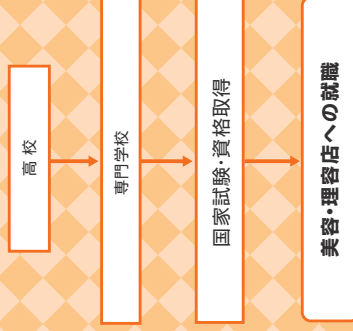 高校
専門学校
国家試験・資格取得
美容・理容店への就職